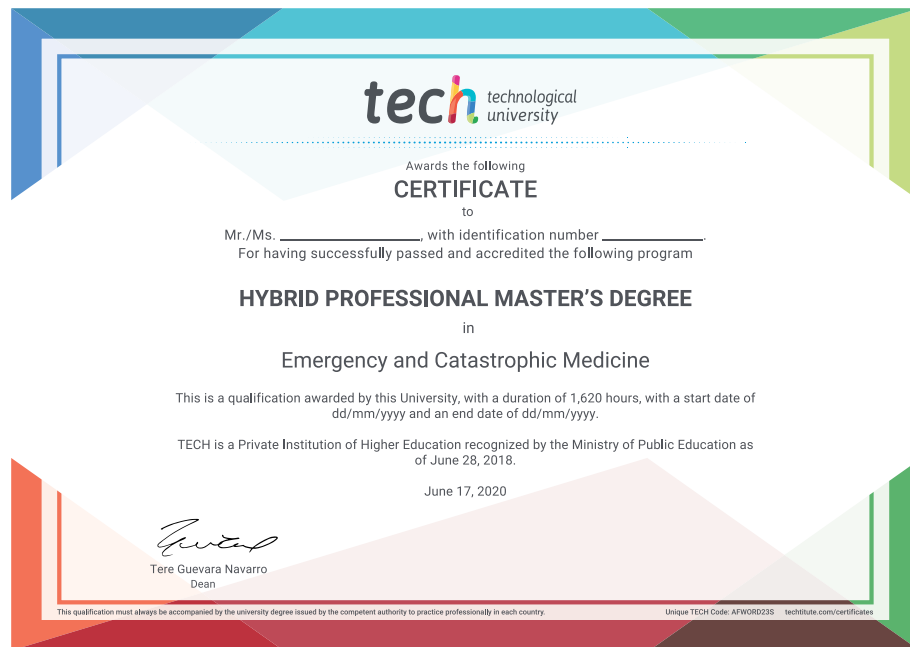 tech technological
university
Awards the following
CERTIFICATE
to
Mr./Ms. ____________________, with identification number ______________.
For having successfully passed and accredited the following program
HYBRID PROFESSIONAL MASTER'S DEGREE
in
Emergency and Catastrophic Medicine
This is a qualification awarded by this University, with a duration of 1,620 hours, with a start date of
dd/mm/yyyy and an end date of dd/mm/yyyy.
TECH is a Private Institution of Higher Education recognized by the Ministry of Public Education as
of June 28, 2018.
June 17, 2020
Tere Guevara Navarro
Dean
This qualification must always be accompanied by the university degree issued by the competent authority to practice professionally in each country. Unique TECH Code: AFWORD23S techtitute.com/certificates